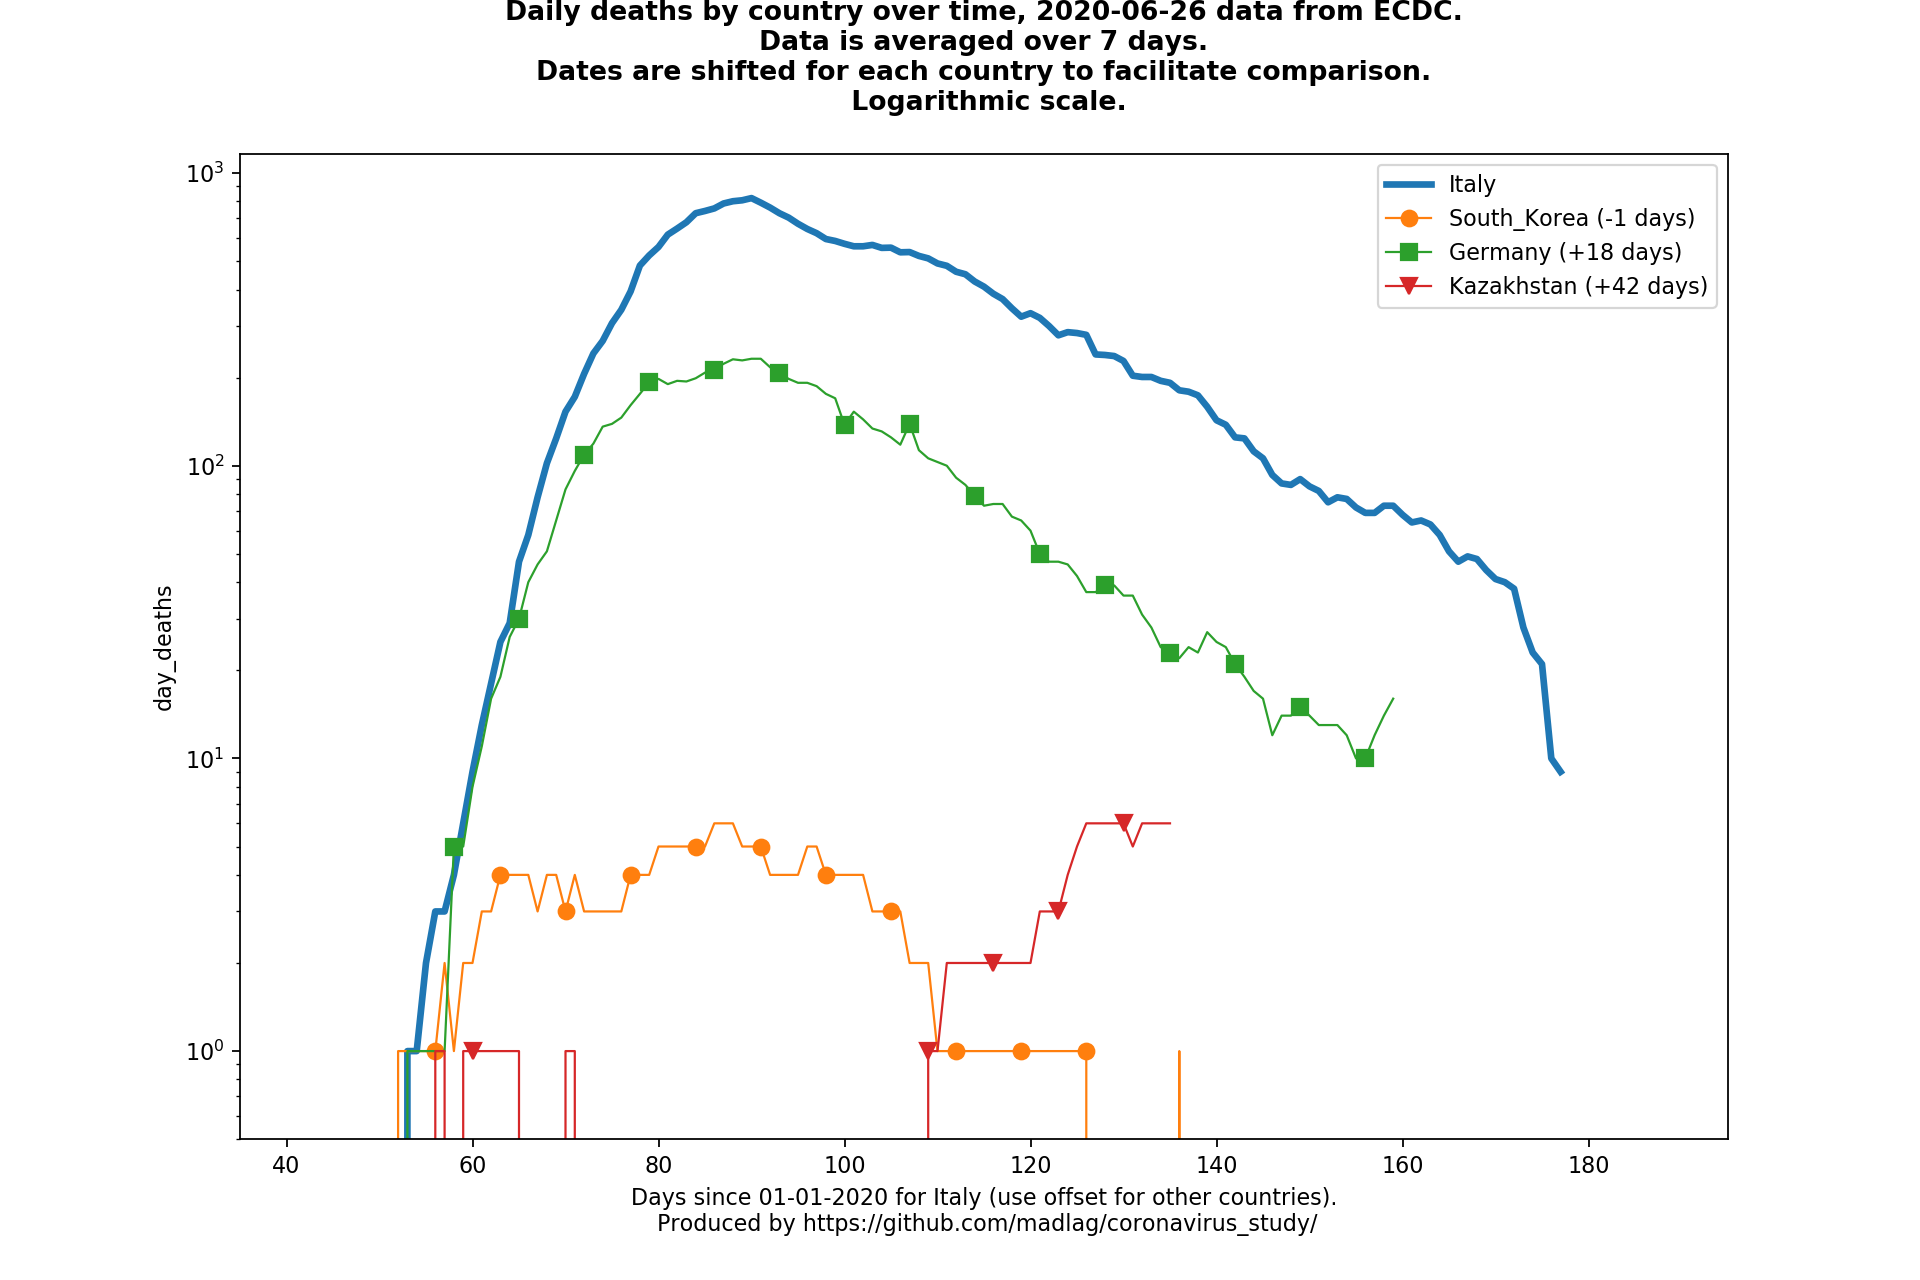 Daily deaths by country over time, 2020-06-26 data from ECDC.
Data is averaged over 7 days.
Dates are shifted for each country to facilitate comparison.
Logarithmic scale.
10³
10²
10¹
10⁰
day_deaths
Italy
South_Korea (-1 days)
Germany (+18 days)
Kazakhstan (+42 days)
40 60 80 100 120 140 160 180
Days since 01-01-2020 for Italy (use offset for other countries).
Produced by https://github.com/madlag/coronavirus_study/